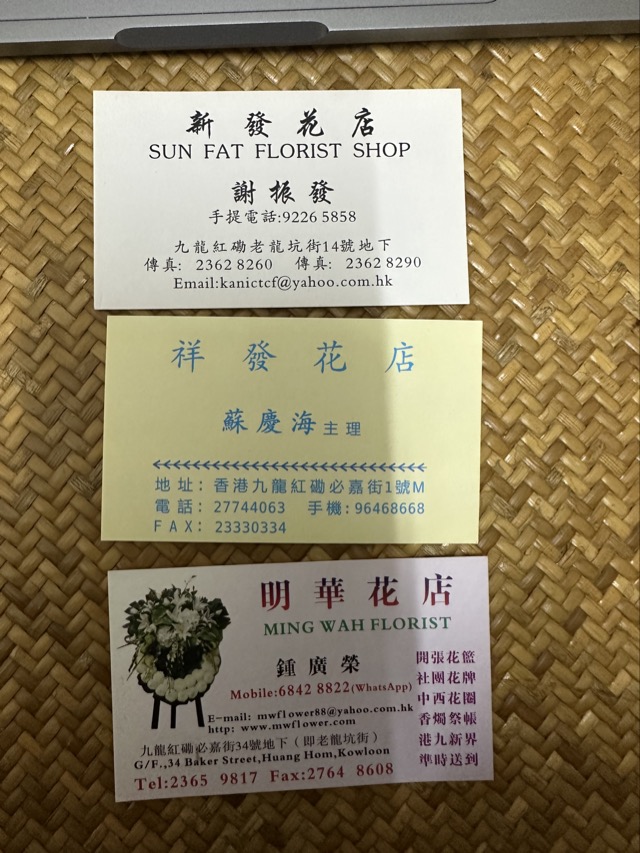 新發花店
SUN FAT FLORIST SHOP
謝振發
手提電話:9226 5858
九龍紅磡老龍坑街14號地下
傳真: 2362 8260 傳真: 2362 8290
Email:kanictcf@yahoo.com.hk
祥發花店
蘇慶海主理
地址：香港九龍紅磡必嘉街1號M
電話：27744063 手機:96468668
FAX: 23330334
明華花店
MING WAH FLORIST
鍾廣榮
Mobile:6842 8822(WhatsApp)
E-mail: mwflower88@yahoo.com.hk
http: www.mwflower.com
九龍紅磡必嘉街34號地下（即老龍坑街）
G/F.,34 Baker Street,Huang Hom,Kowloon
Tel:2365 9817 Fax:2764 8608
開張花籃
社團花牌
中西花圈
香燭祭帳
港九新界
準時送到